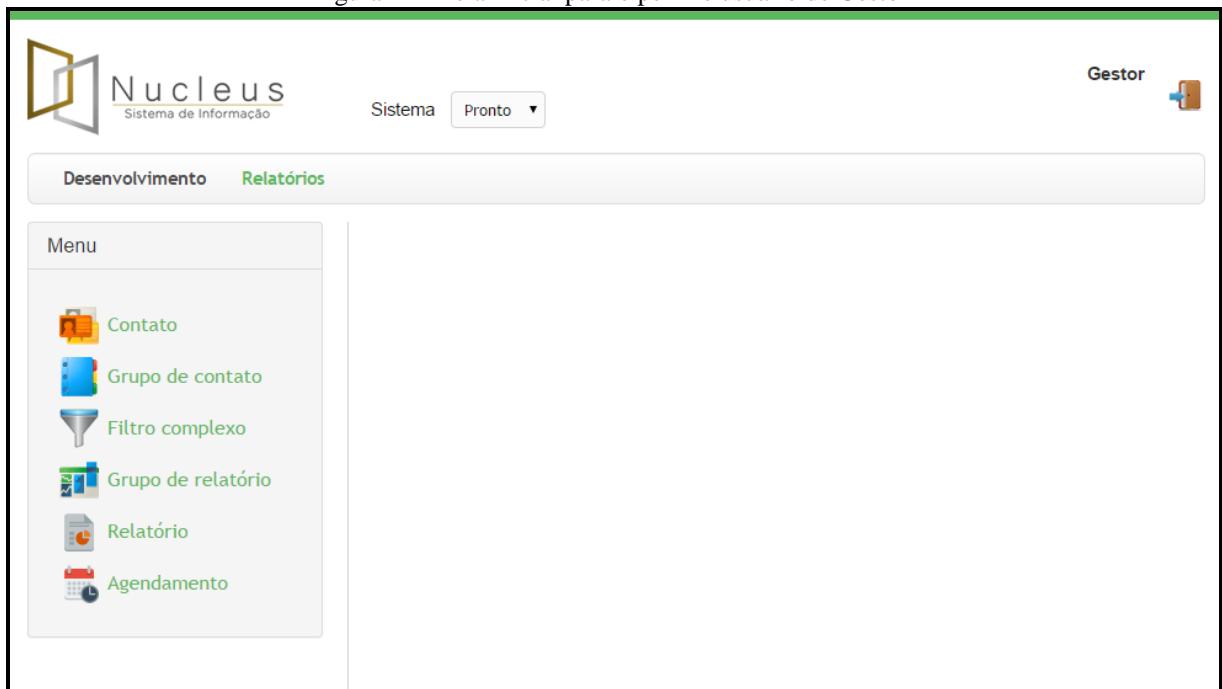 Nucleus
Sistema de Informação
Sistema Pronto
Gestor
Desenvolvimento Relatórios
Menu
Contato
Grupo de contato
Filtro complexo
Grupo de relatório
Relatório
Agendamento